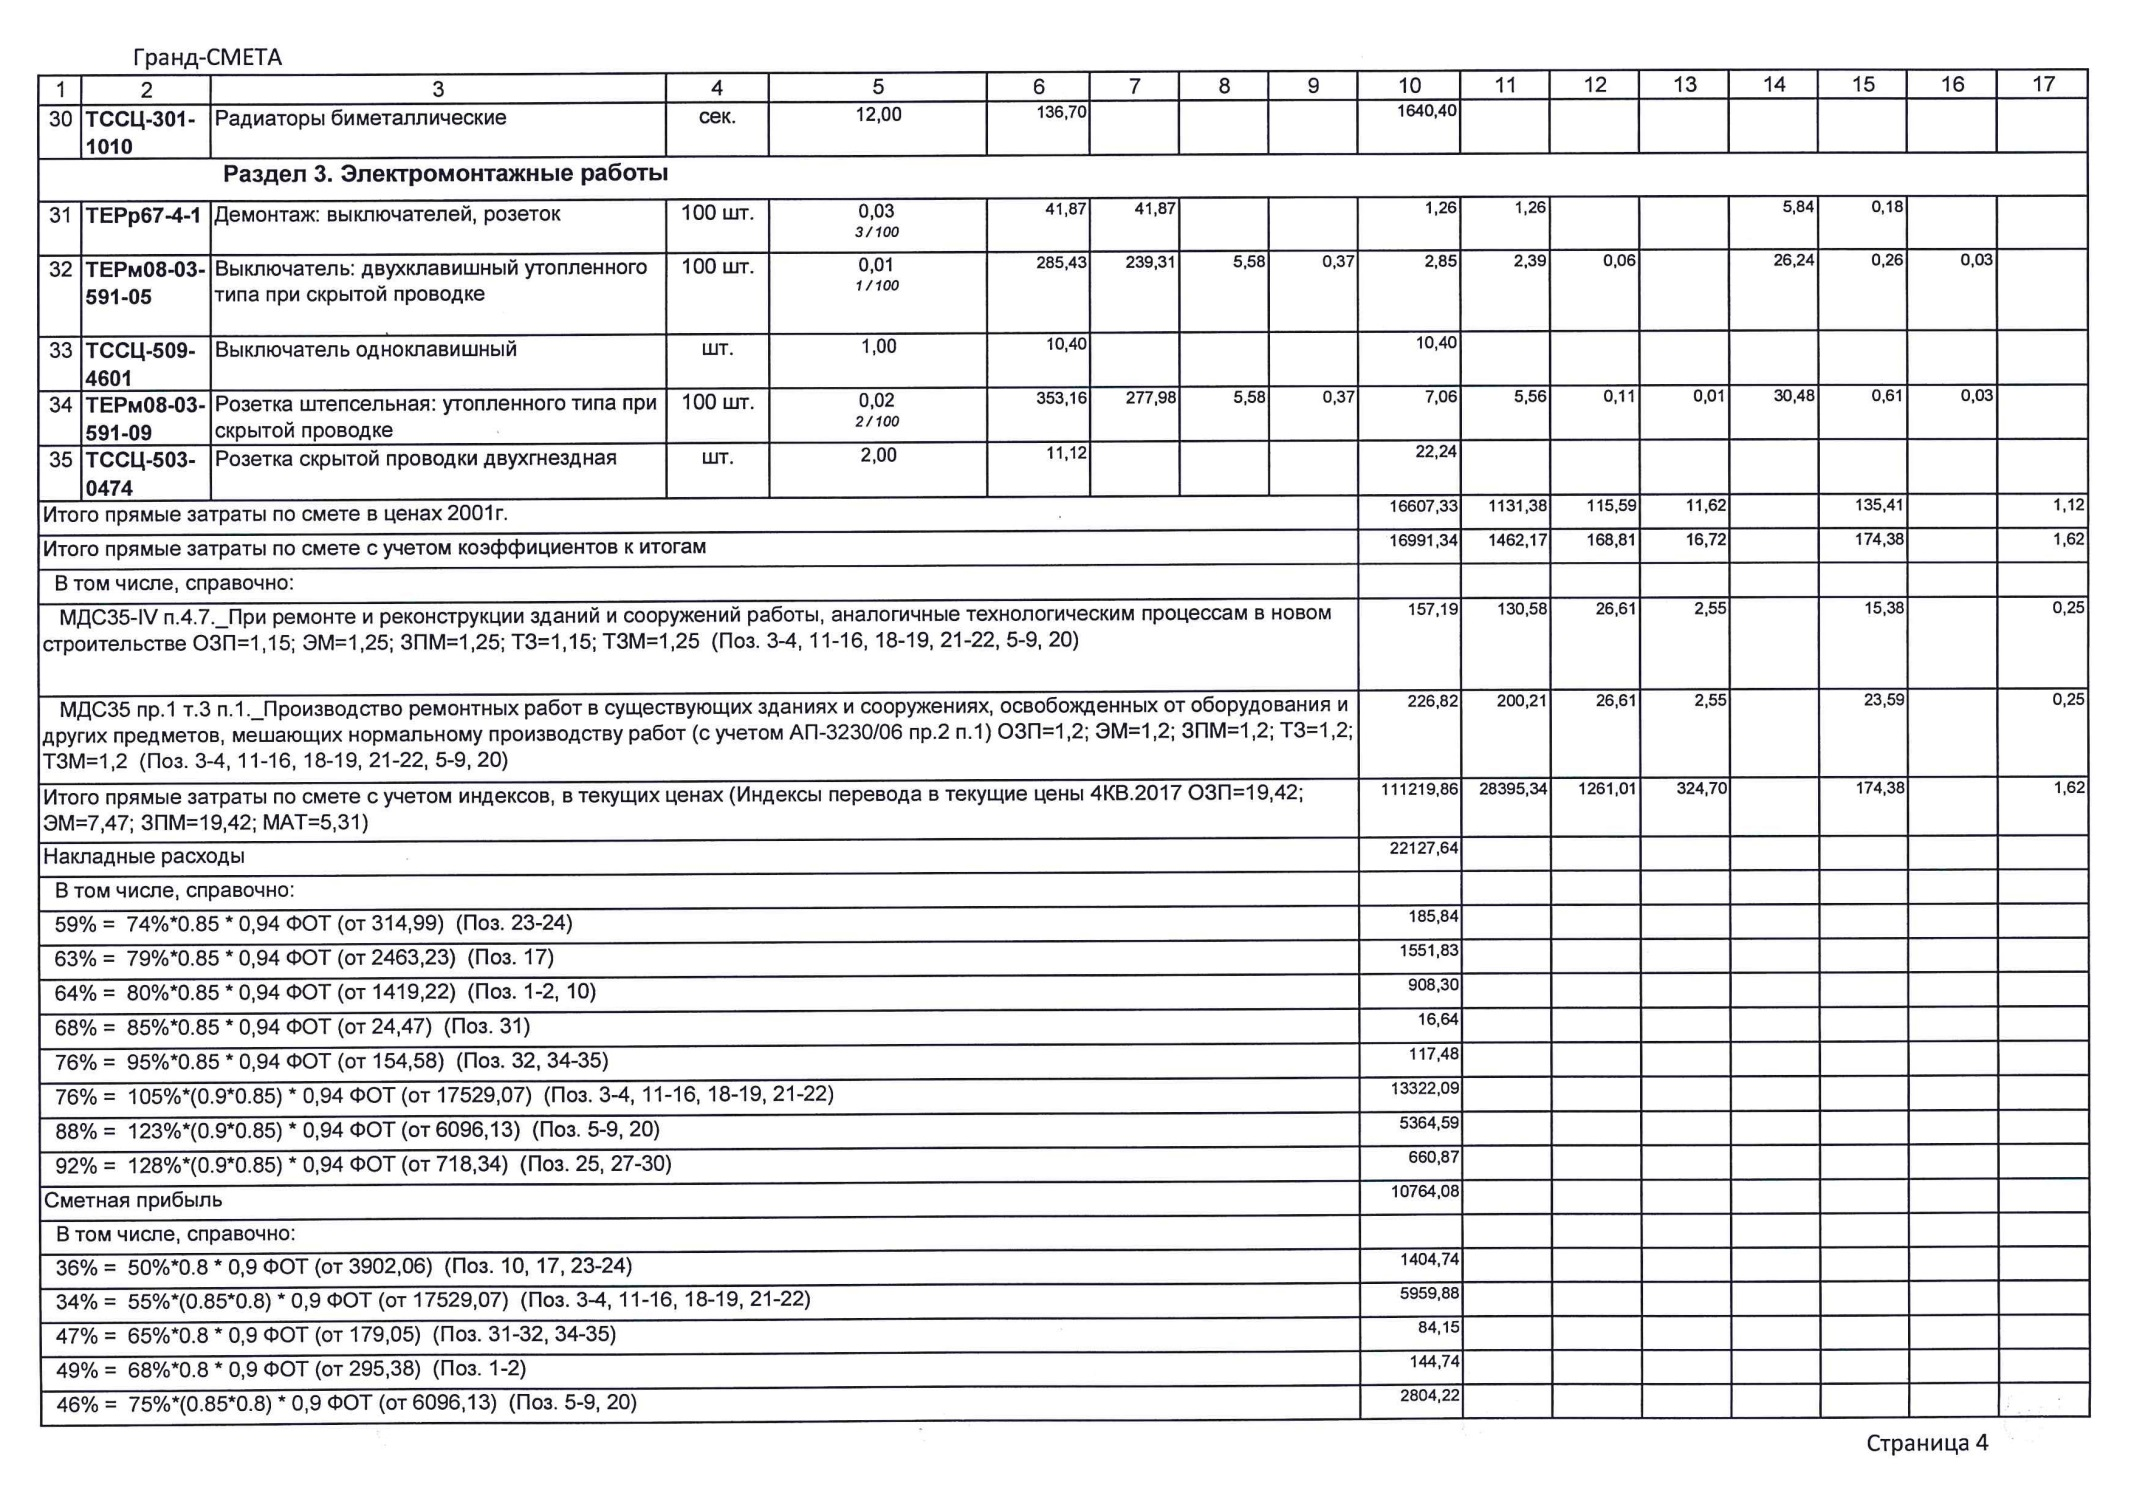 Гранд-СМЕТА
1 2 3 4 5 6 7 8 9 10 11 12 13 14 15 16 17
30 ТССЦ-301- Радиаторы биметаллические сек. 12,00 136,70 1640,40
1010
Раздел 3. Электромонтажные работы
31 ТЕРр67-4-1 Демонтаж: выключателей, розеток 100 шт. 0,03 41,87 41,87 1,26 1,26 5,84 0,18
3 / 100
32 ТЕРм08-03- Выключатель: двухклавишный утопленного 100 шт. 0,01 285,43 239,31 5,58 0,37 2,85 2,39 0,06 26,24 0,26 0,03
591-05 типа при скрытой проводке 1 / 100
33 ТССЦ-509- Выключатель одноклавишный шт. 1,00 10,40 10,40
4601
34 ТЕРм08-03- Розетка штепсельная: утопленного типа при 100 шт. 0,02 353,16 277,98 5,58 0,37 7,06 5,56 0,11 0,01 30,48 0,61 0,03
591-09 скрытой проводке 2 / 100
35 ТССЦ-503- Розетка скрытой проводки двухгнездная шт. 2,00 11,12 22,24
0474
Итого прямые затраты по смете в ценах 2001г. 16607,33 1131,38 115,59 11,62 135,41 1,12
Итого прямые затраты по смете с учетом коэффициентов к итогам 16991,34 1462,17 168,81 16,72 174,38 1,62
В том числе, справочно:
МДС35-IV п.4.7._При ремонте и реконструкции зданий и сооружений работы, аналогичные технологическим процессам в новом 157,19 130,58 26,61 2,55 15,38 0,25
строительстве ОЗП=1,15; ЭМ=1,25; ЗПМ=1,25; ТЗ=1,15; ТЗМ=1,25 (Поз. 3-4, 11-16, 18-19, 21-22, 5-9, 20)
МДС35 пр.1 т.3 п.1._Производство ремонтных работ в существующих зданиях и сооружениях, освобожденных от оборудования и 226,82 200,21 26,61 2,55 23,59 0,25
других предметов, мешающих нормальному производству работ (с учетом АП-3230/06 пр.2 п.1) ОЗП=1,2; ЭМ=1,2; ЗПМ=1,2; ТЗ=1,2;
ТЗМ=1,2 (Поз. 3-4, 11-16, 18-19, 21-22, 5-9, 20)
Итого прямые затраты по смете с учетом индексов, в текущих ценах (Индексы перевода в текущие цены 4КВ.2017 ОЗП=19,42; 111219,86 28395,34 1261,01 324,70 174,38 1,62
ЭМ=7,47; ЗПМ=19,42; МАТ=5,31)
Накладные расходы 22127,64
В том числе, справочно:
59% = 74%*0.85 * 0,94 ФОТ (от 314,99) (Поз. 23-24) 185,84
63% = 79%*0.85 * 0,94 ФОТ (от 2463,23) (Поз. 17) 1551,83
64% = 80%*0.85 * 0,94 ФОТ (от 1419,22) (Поз. 1-2, 10) 908,30
68% = 85%*0.85 * 0,94 ФОТ (от 24,47) (Поз. 31) 16,64
76% = 95%*0.85 * 0,94 ФОТ (от 154,58) (Поз. 32, 34-35) 117,48
76% = 105%*(0.9*0.85) * 0,94 ФОТ (от 17529,07) (Поз. 3-4, 11-16, 18-19, 21-22) 13322,09
88% = 123%*(0.9*0.85) * 0,94 ФОТ (от 6096,13) (Поз. 5-9, 20) 5364,59
92% = 128%*(0.9*0.85) * 0,94 ФОТ (от 718,34) (Поз. 25, 27-30) 660,87
Сметная прибыль 10764,08
В том числе, справочно:
36% = 50%*0.8 * 0,9 ФОТ (от 3902,06) (Поз. 10, 17, 23-24) 1404,74
34% = 55%*(0.85*0.8) * 0,9 ФОТ (от 17529,07) (Поз. 3-4, 11-16, 18-19, 21-22) 5959,88
47% = 65%*0.8 * 0,9 ФОТ (от 179,05) (Поз. 31-32, 34-35) 84,15
49% = 68%*0.8 * 0,9 ФОТ (от 295,38) (Поз. 1-2) 144,74
46% = 75%*(0.85*0.8) * 0,9 ФОТ (от 6096,13) (Поз. 5-9, 20) 2804,22
Страница 4